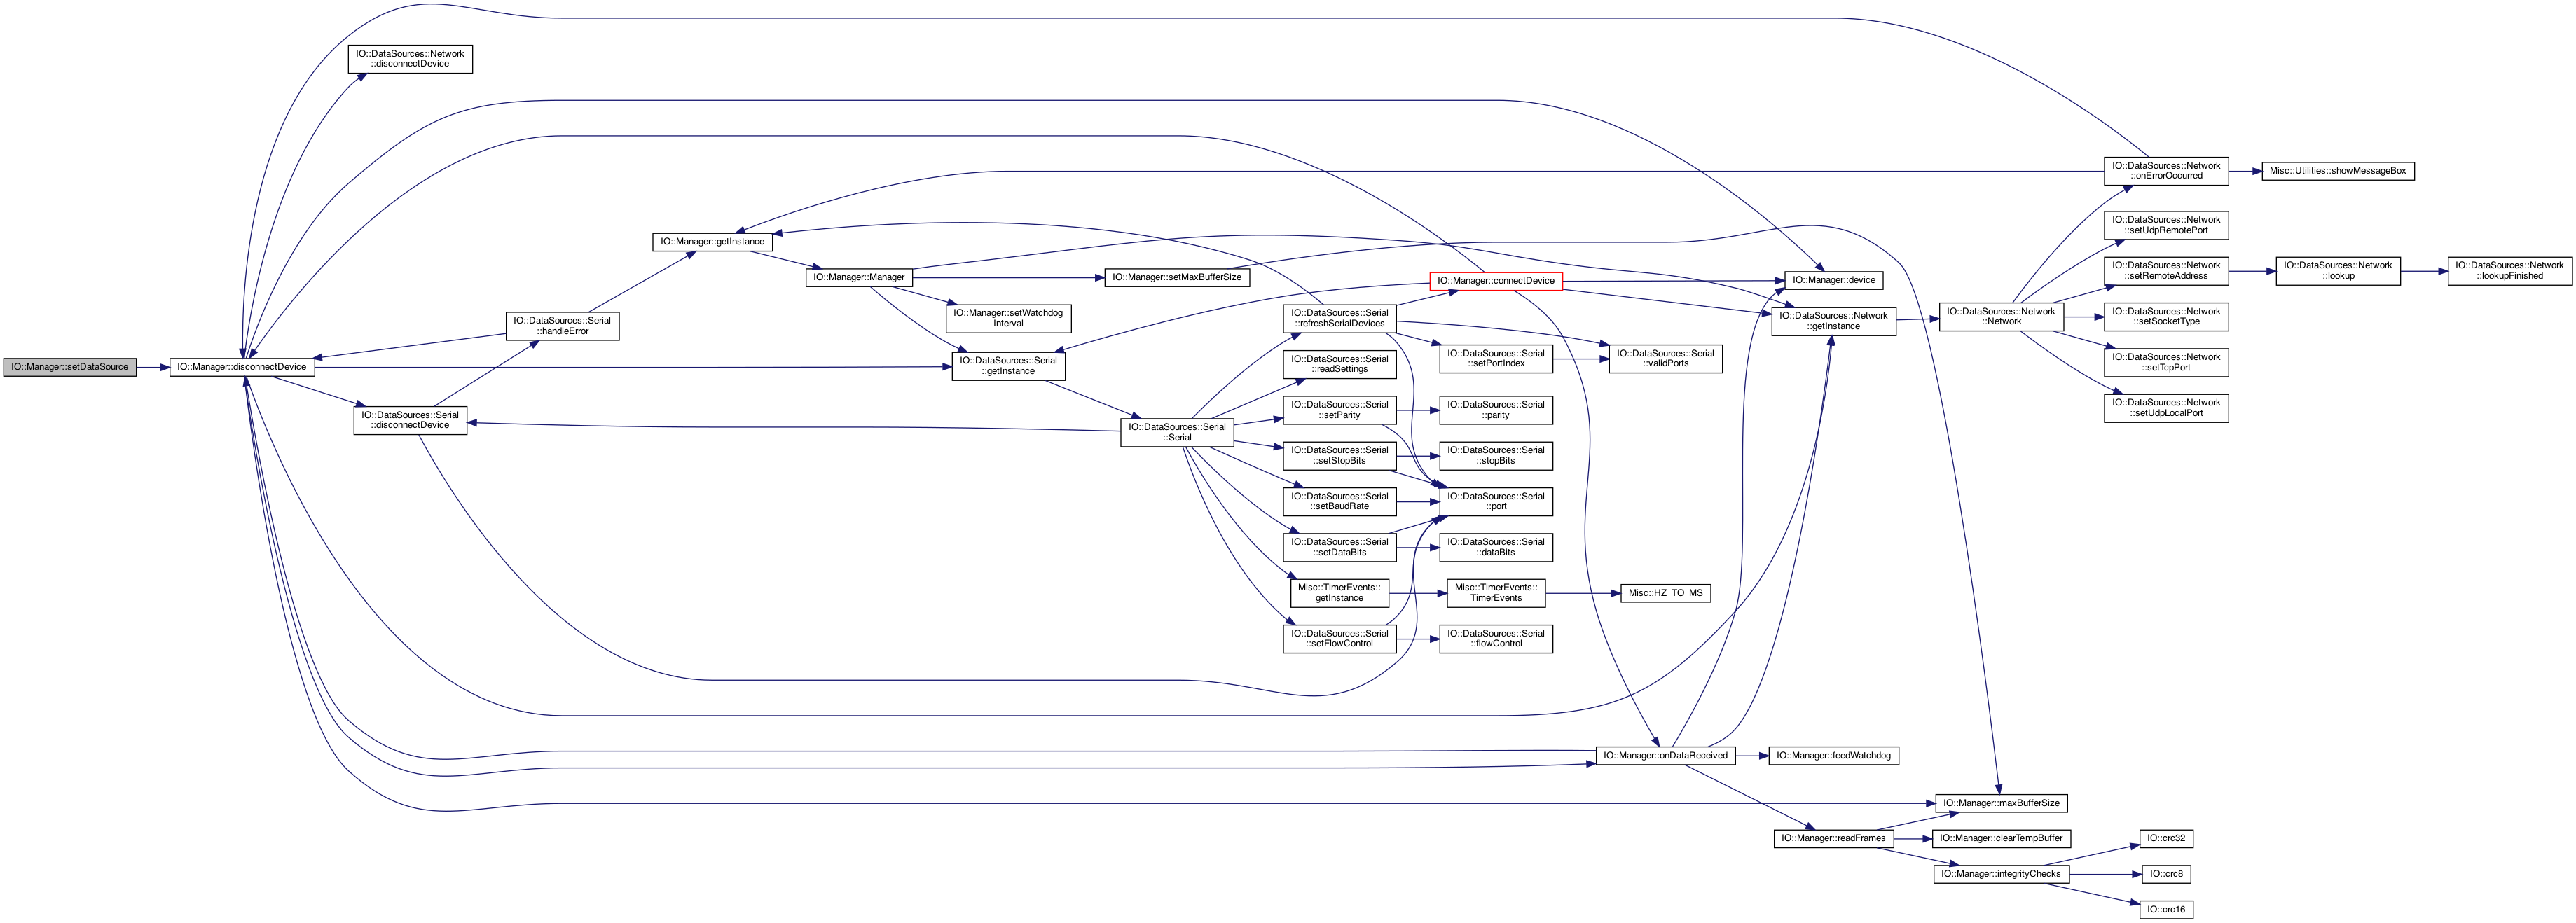 IO::Manager::setDataSource
IO::Manager::disconnectDevice
IO::DataSources::Network
::disconnectDevice
IO::DataSources::Serial
::disconnectDevice
IO::DataSources::Serial
::handleError
IO::Manager::getInstance
IO::Manager::Manager
IO::Manager::setWatchdog
Interval
IO::DataSources::Serial
::getInstance
IO::Manager::setMaxBufferSize
IO::DataSources::Serial
::Serial
IO::DataSources::Serial
::refreshSerialDevices
IO::DataSources::Serial
::readSettings
IO::DataSources::Serial
::setParity
IO::DataSources::Serial
::setStopBits
IO::DataSources::Serial
::setBaudRate
IO::DataSources::Serial
::setDataBits
Misc::TimerEvents::
getInstance
IO::DataSources::Serial
::setFlowControl
IO::Manager::connectDevice
IO::DataSources::Serial
::setPortIndex
IO::DataSources::Serial
::parity
IO::DataSources::Serial
::stopBits
IO::DataSources::Serial
::port
IO::DataSources::Serial
::dataBits
Misc::TimerEvents::
TimerEvents
IO::DataSources::Serial
::flowControl
IO::DataSources::Serial
::validPorts
Misc::HZ_TO_MS
IO::Manager::onDataReceived
IO::Manager::device
IO::DataSources::Network
::getInstance
IO::Manager::feedWatchdog
IO::Manager::readFrames
IO::DataSources::Network
::Network
IO::Manager::maxBufferSize
IO::Manager::clearTempBuffer
IO::Manager::integrityChecks
IO::DataSources::Network
::onErrorOccurred
IO::DataSources::Network
::setUdpRemotePort
IO::DataSources::Network
::setRemoteAddress
IO::DataSources::Network
::setSocketType
IO::DataSources::Network
::setTcpPort
IO::DataSources::Network
::setUdpLocalPort
IO::crc32
IO::crc8
IO::crc16
Misc::Utilities::showMessageBox
IO::DataSources::Network
::lookup
IO::DataSources::Network
::lookupFinished